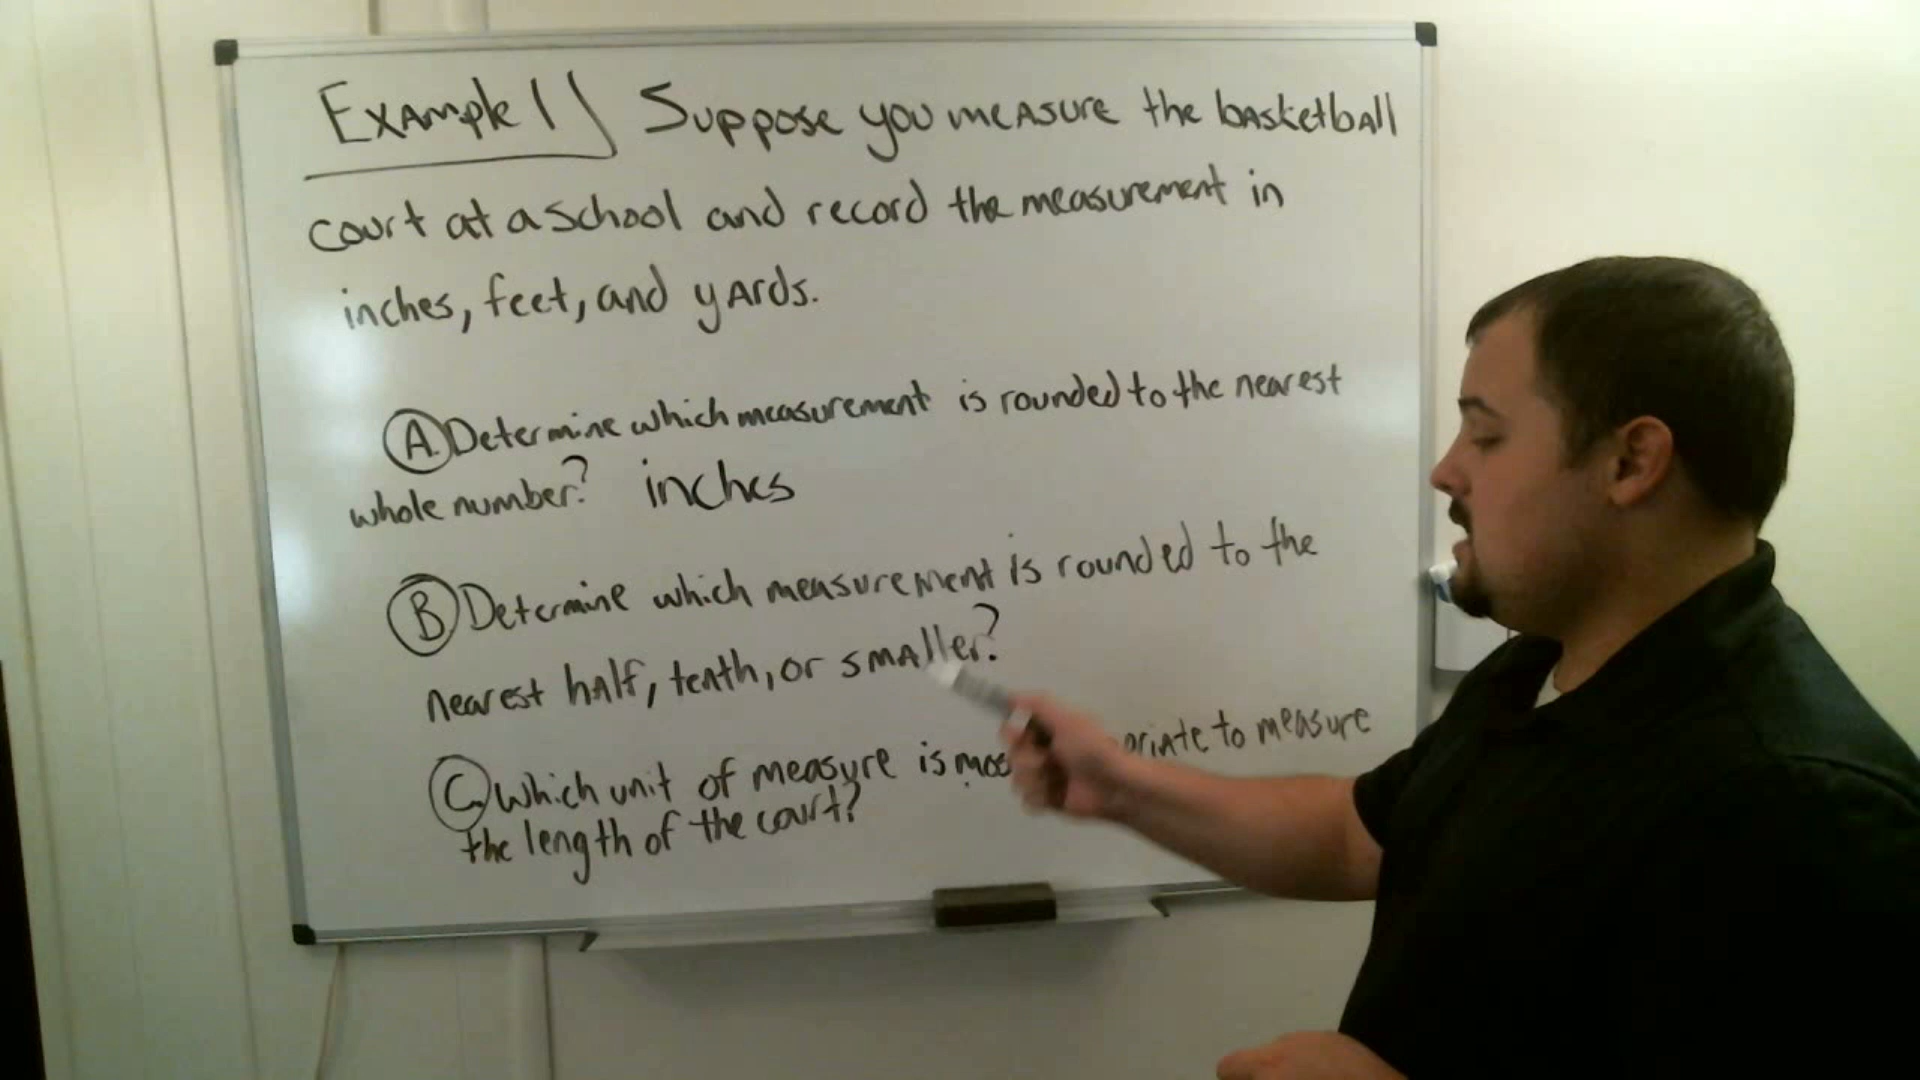 Example 1) Suppose you measure the basketball
court at a school and record the measurement in
inches, feet, and yards.
A. Determine which measurement is rounded to the nearest
whole number? inches
B Determine which measurement is rounded to the
nearest half, tenth, or smaller?
C. Which unit of measure is to measure
the length of the court?